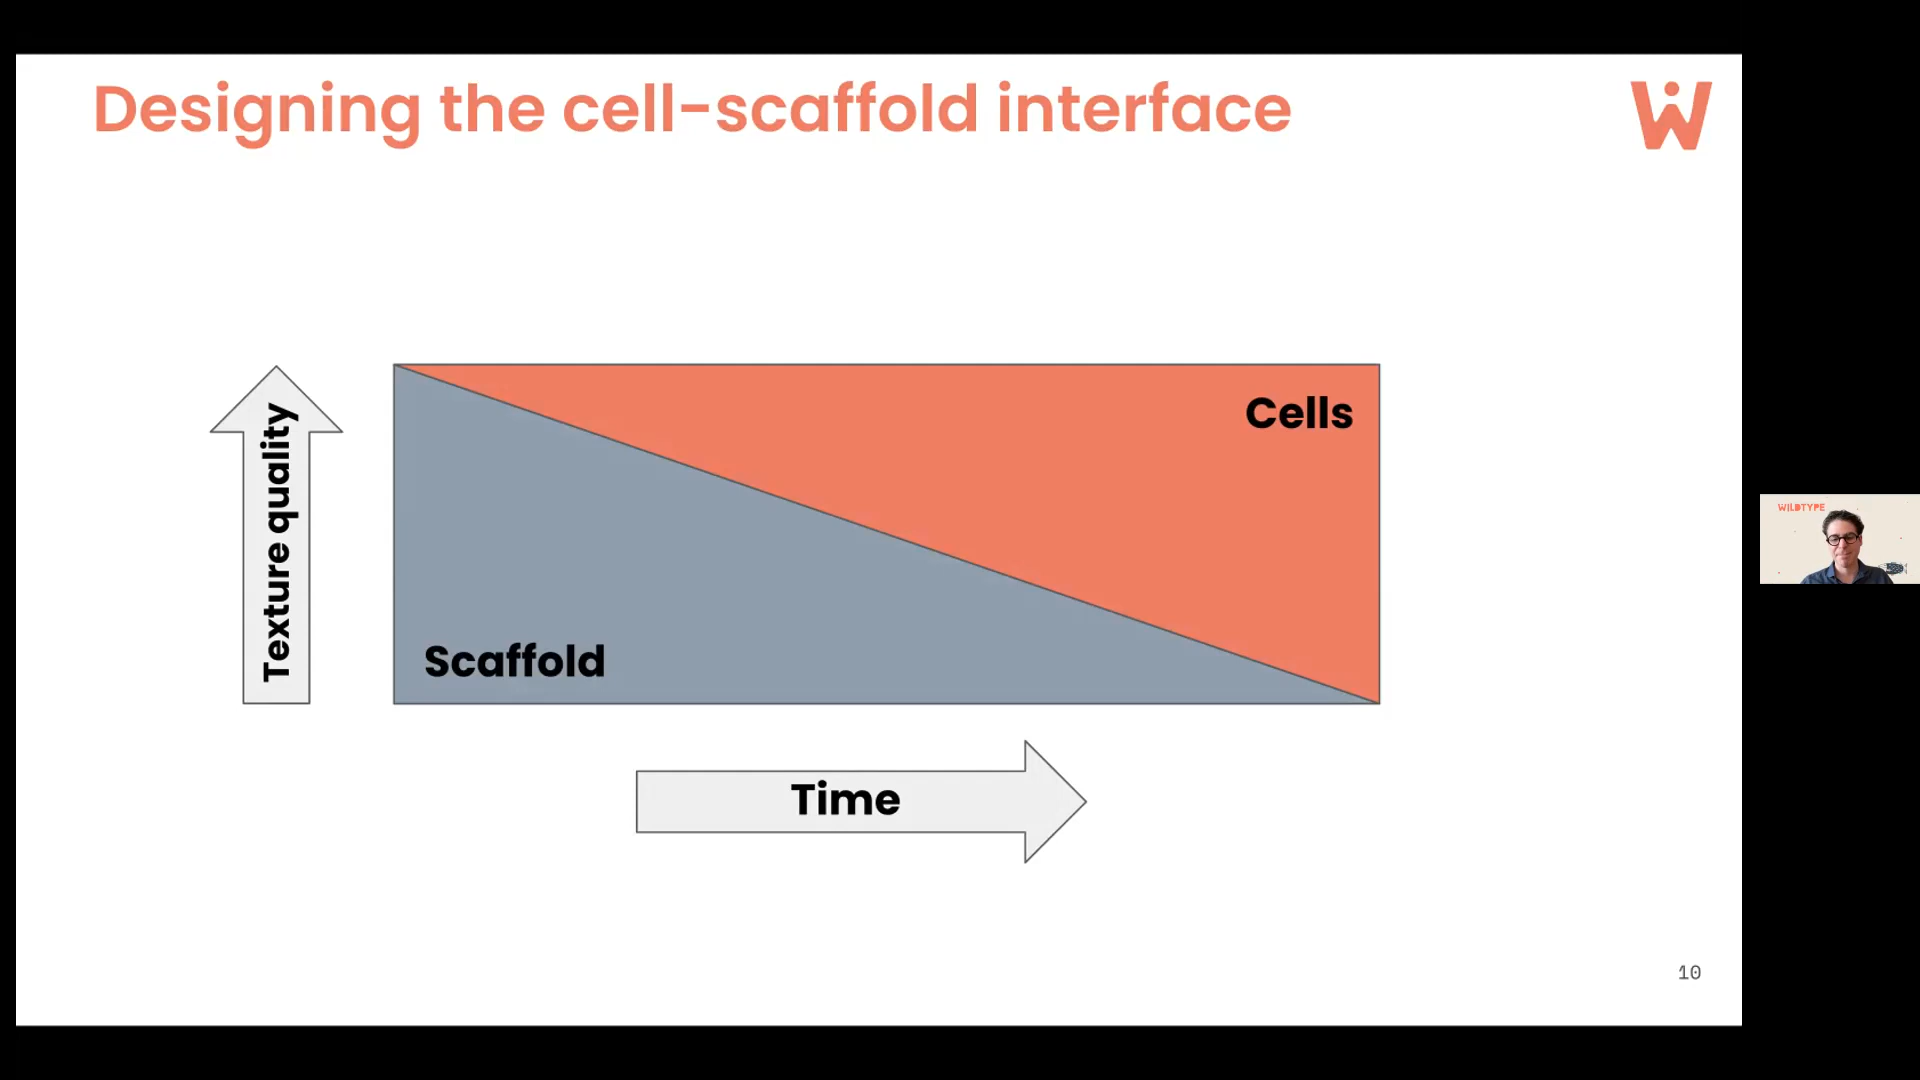 Designing the cell-scaffold interface
Texture quality
Cells
Scaffold
Time
10
WILDTYPE